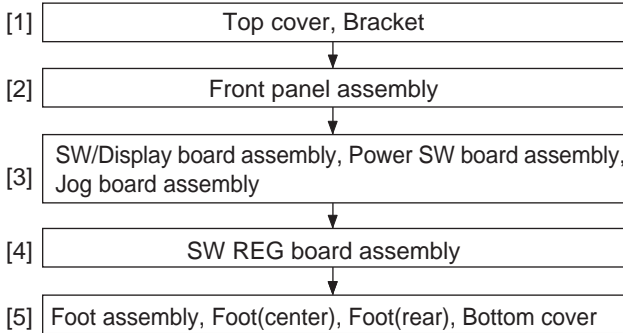 [1] Top cover, Bracket
[2] Front panel assembly
[3] SW/Display board assembly, Power SW board assembly,
Jog board assembly
[4] SW REG board assembly
[5] Foot assembly, Foot(center), Foot(rear), Bottom cover